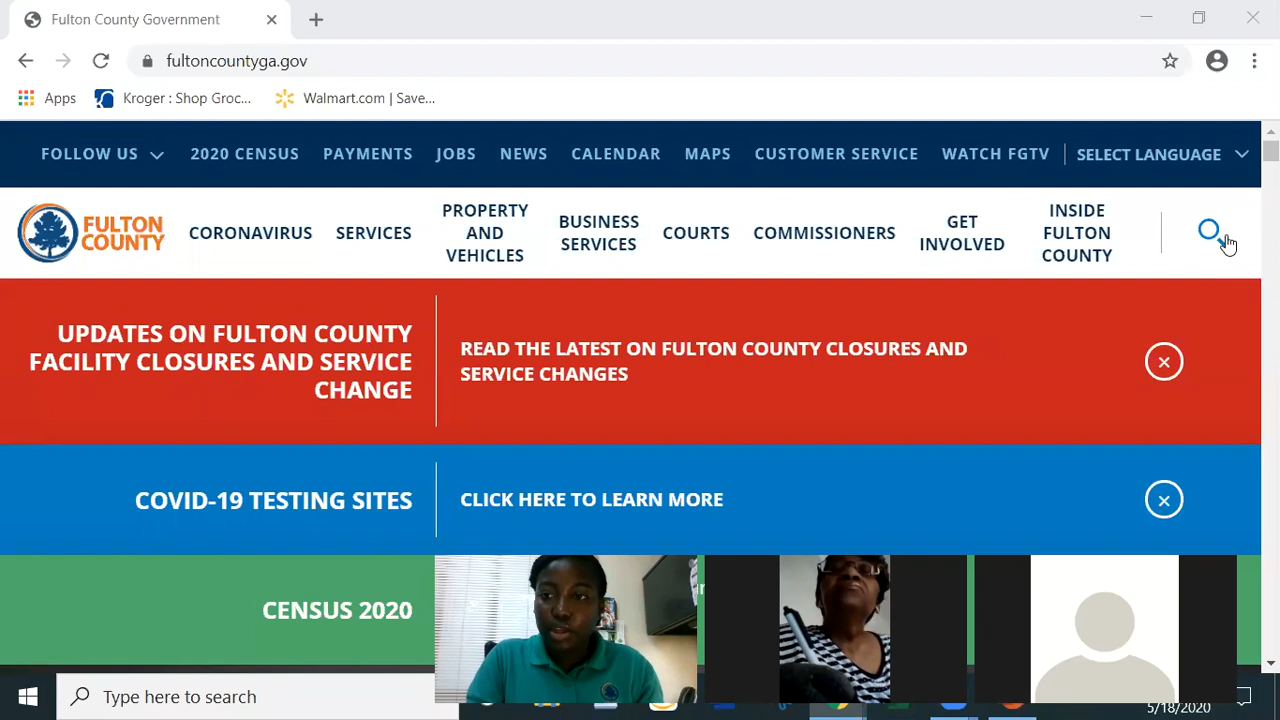 Fulton County Government
fultoncountyga.gov
Apps Kroger : Shop Groc... Walmart.com | Save...
FOLLOW US 2020 CENSUS PAYMENTS JOBS NEWS CALENDAR MAPS CUSTOMER SERVICE WATCH FGTV SELECT LANGUAGE
FULTON
COUNTY
CORONAVIRUS
SERVICES
PROPERTY
AND
VEHICLES
BUSINESS
SERVICES
COURTS
COMMISSIONERS
GET
INVOLVED
INSIDE
FULTON
COUNTY
UPDATES ON FULTON COUNTY
FACILITY CLOSURES AND SERVICE
CHANGE
READ THE LATEST ON FULTON COUNTY CLOSURES AND
SERVICE CHANGES
COVID-19 TESTING SITES
CLICK HERE TO LEARN MORE
CENSUS 2020
Type here to search
5/18/2020